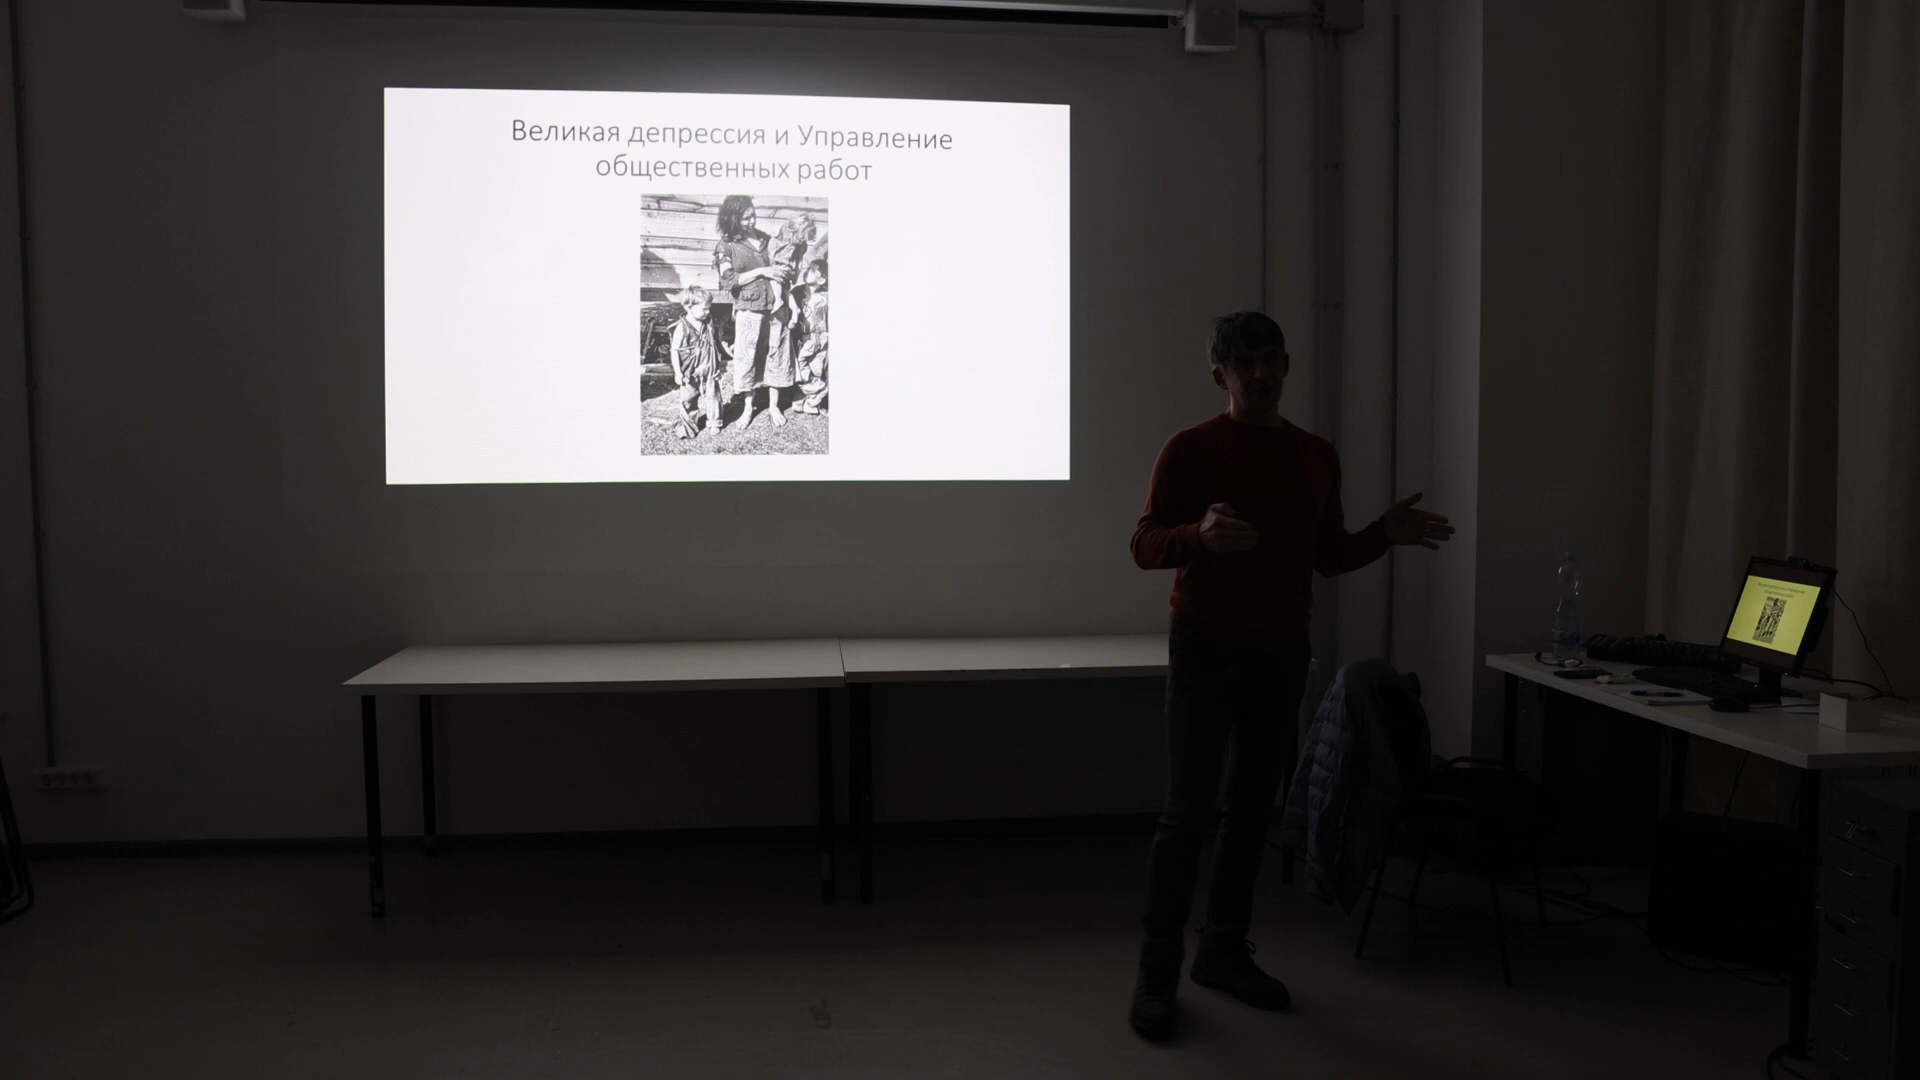 Великая депрессия и Управление
общественных работ